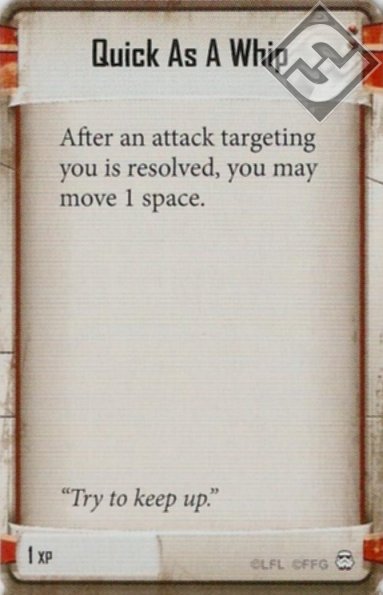 Quick As A Whip
After an attack targeting
you is resolved, you may
move 1 space.
“Try to keep up.”
1 XP
©LFL ©FFG